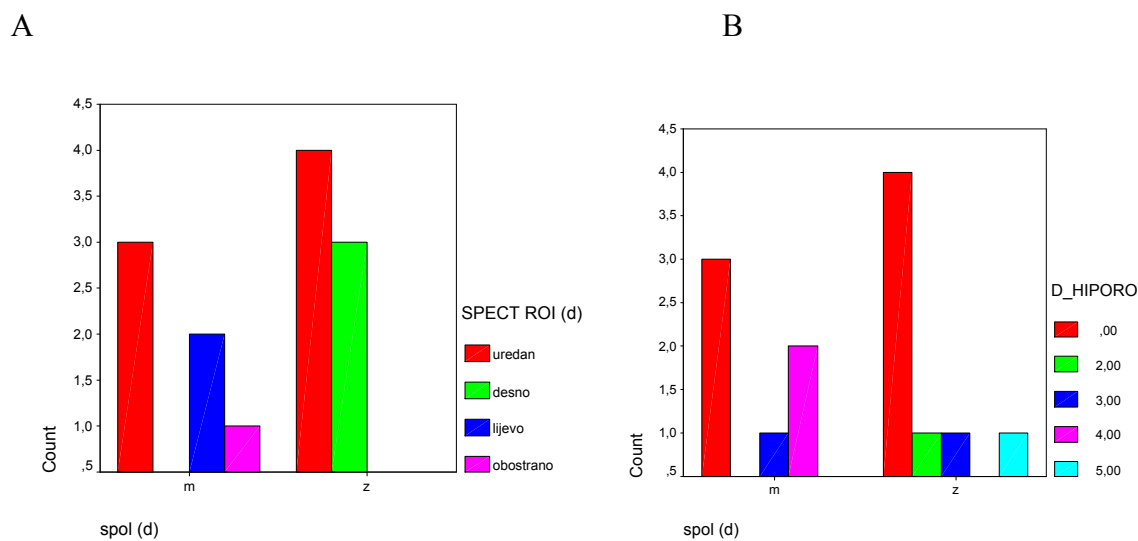 A
4,5
4,0
3,5
3,0
2,5
2,0
1,5
1,0
,5
Count
m
z
spol (d)
SPECT ROI (d)
uredan
desno
lijevo
obostrano
B
4,5
4,0
3,5
3,0
2,5
2,0
1,5
1,0
,5
Count
m
z
spol (d)
D_HIPORO
,00
2,00
3,00
4,00
5,00